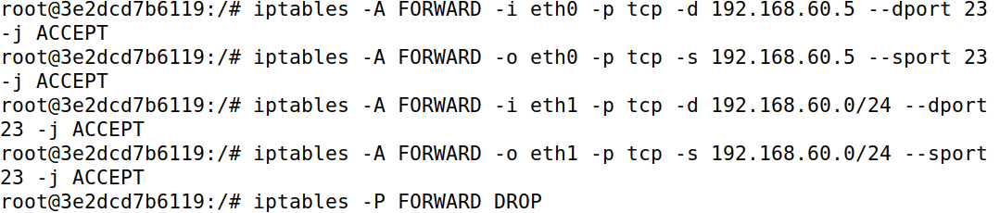 root@3e2dcd7b6119:/# iptables -A FORWARD -i eth0 -p tcp -d 192.168.60.5 --dport 23
-j ACCEPT
root@3e2dcd7b6119:/# iptables -A FORWARD -o eth0 -p tcp -s 192.168.60.5 --sport 23
-j ACCEPT
root@3e2dcd7b6119:/# iptables -A FORWARD -i eth1 -p tcp -d 192.168.60.0/24 --dport
23 -j ACCEPT
root@3e2dcd7b6119:/# iptables -A FORWARD -o eth1 -p tcp -s 192.168.60.0/24 --sport
23 -j ACCEPT
root@3e2dcd7b6119:/# iptables -P FORWARD DROP